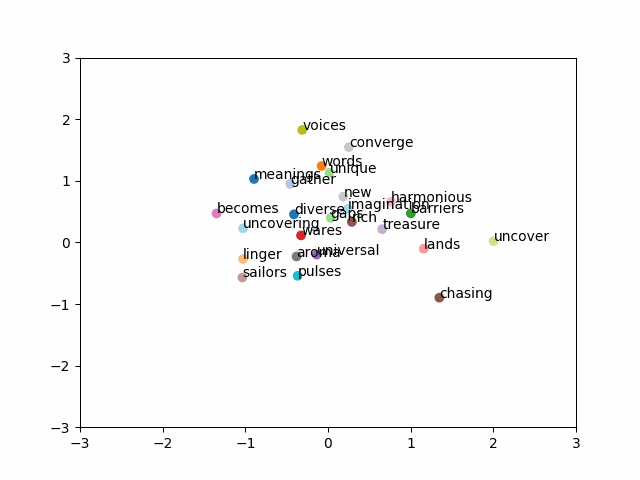 3
voices
2
converge
words
unique
meanings
gather
1
new
harmonious
imagination
becomes
diverse
gaps
rich
barriers
uncovering
treasure
wares
uncover
0
lands
aroma
universal
linger
sailors
pulses
chasing
−1
−2
−3
−3 −2 −1 0 1 2 3